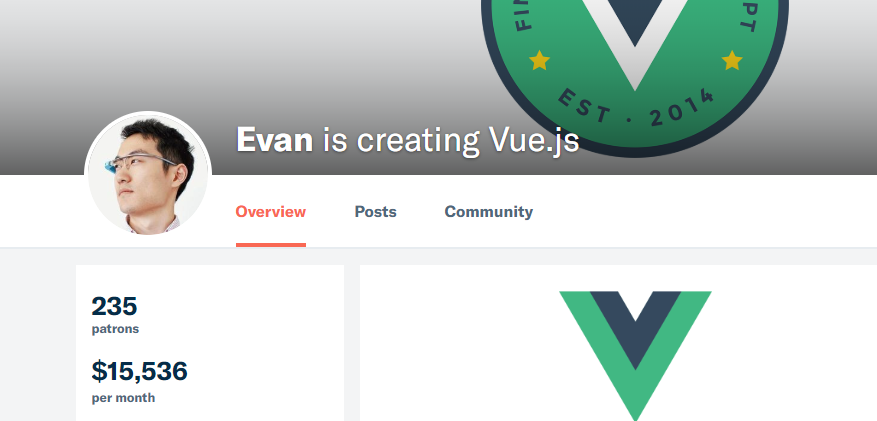 EST · 2014
Evan is creating Vue.js
Overview Posts Community
235
patrons
$15,536
per month